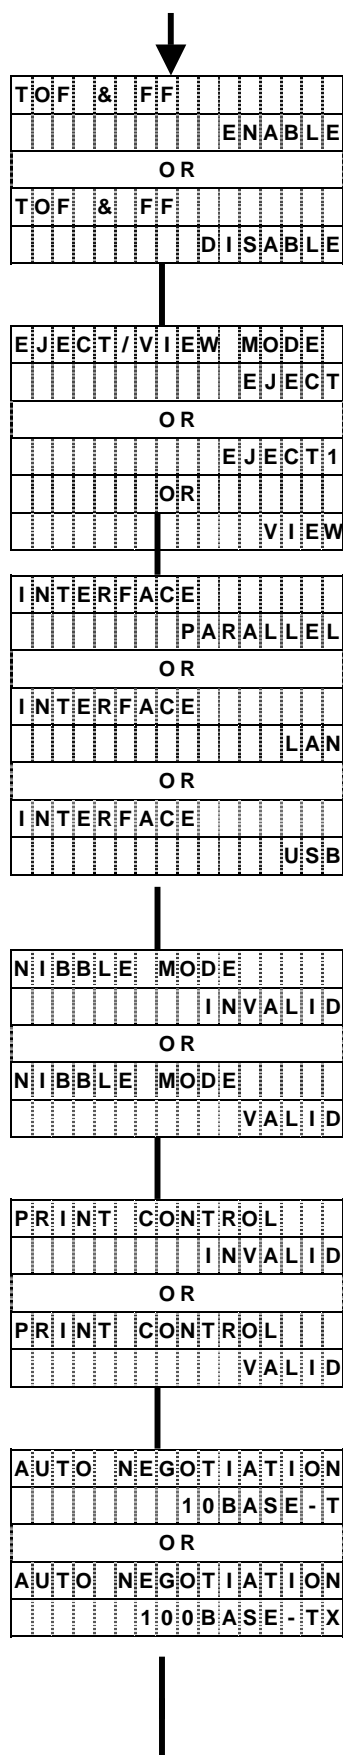 TOF & FF
ENABLE
OR
TOF & FF
DISABLE
EJECT/VIEW MODE
EJECT
OR
EJECT1
OR
VIEW
INTERFACE
PARALLEL
OR
INTERFACE
LAN
OR
INTERFACE
USB
NIBBLE MODE
INVALID
OR
NIBBLE MODE
VALID
PRINT CONTROL
INVALID
OR
PRINT CONTROL
VALID
AUTO NEGOTIATION
10BASE-T
OR
AUTO NEGOTIATION
100BASE-TX